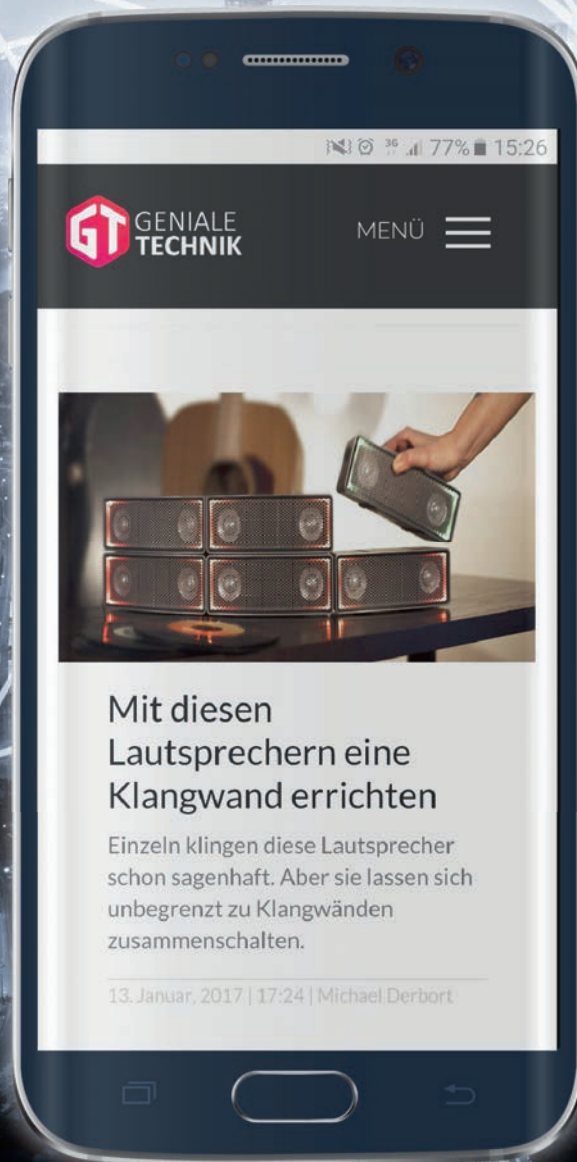 3G 77% 15:26
GT GENIALE
TECHNIK
MENÜ
Mit diesen
Lautsprechern eine
Klangwand errichten
Einzeln klingen diese Lautsprecher
schon sagenhaft. Aber sie lassen sich
unbegrenzt zu Klangwänden
zusammenschalten.
13. Januar, 2017 | 17:24 | Michael Derbort